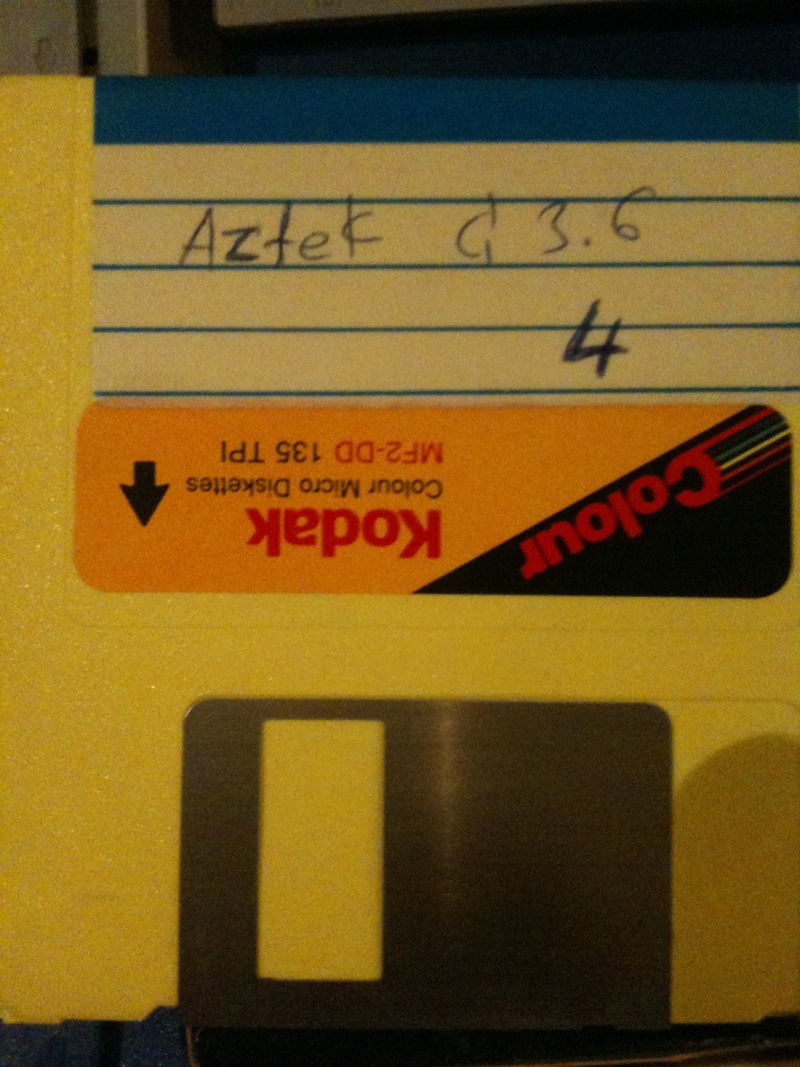 Aztek C 3.6
4
Kodak
Colour Micro Diskettes
MF2-DD 135 TPI
Colour